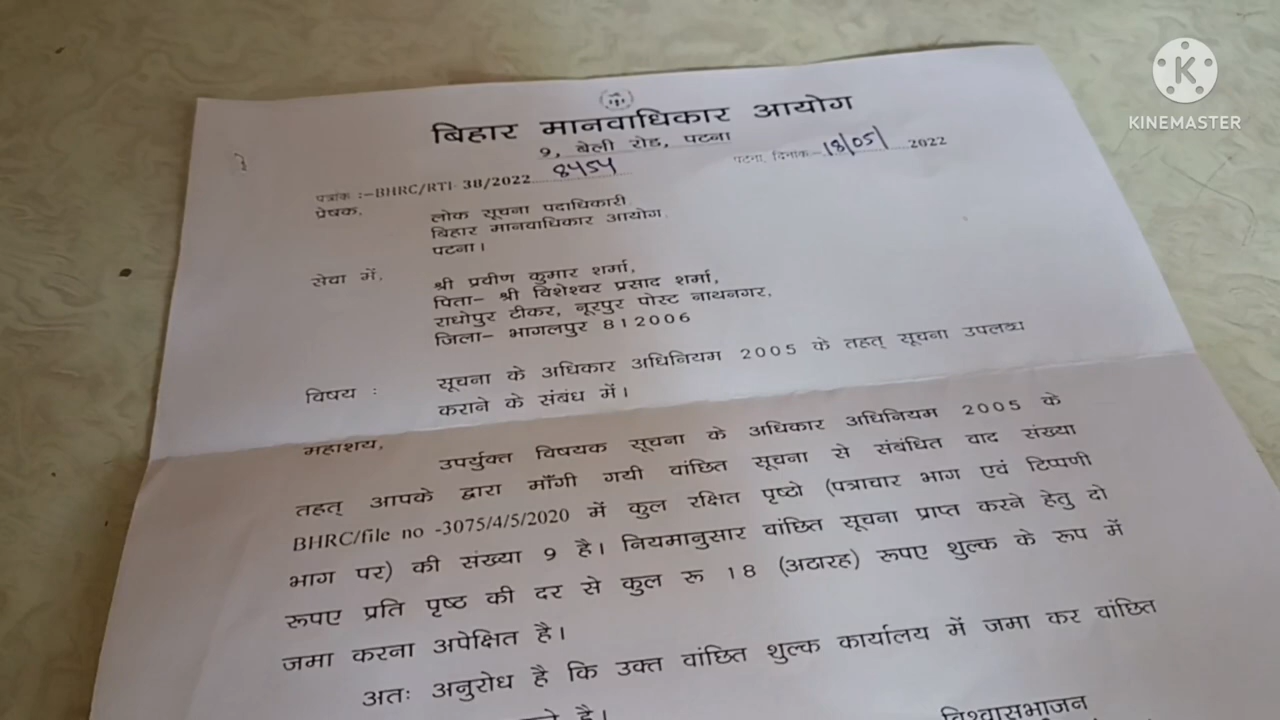 KINEMASTER
बिहार मानवाधिकार आयोग
9, बेली रोड, पटना
पत्रांक :-BHRC/RTI- 38/2022 8454 पटना, दिनांक-18/05/2022
प्रेषक,
लोक सूचना पदाधिकारी
बिहार मानवाधिकार आयोग,
पटना।
सेवा में,
श्री प्रवीण कुमार शर्मा,
पिता- श्री विशेश्वर प्रसाद शर्मा,
राधोपुर टीकर, नूरपुर पोस्ट नाथनगर,
जिला- भागलपुर 812006
विषय : सूचना के अधिकार अधिनियम 2005 के तहत् सूचना उपलब्ध
कराने के संबंध में।
महाशय,
उपर्युक्त विषयक सूचना के अधिकार अधिनियम 2005 के
तहत् आपके द्वारा माँगी गयी वांछित सूचना से संबंधित वाद संख्या
BHRC/file no -3075/4/5/2020 में कुल रक्षित पृष्ठो (पत्राचार भाग एवं टिप्पणी
भाग पर) की संख्या 9 है। नियमानुसार वांछित सूचना प्राप्त करने हेतु दो
रूपए प्रति पृष्ठ की दर से कुल रू 18 (अठारह) रूपए शुल्क के रूप में
जमा करना अपेक्षित है।
अतः अनुरोध है कि उक्त वांछित शुल्क कार्यालय में जमा कर वांछित
है।
विश्वासभाजन